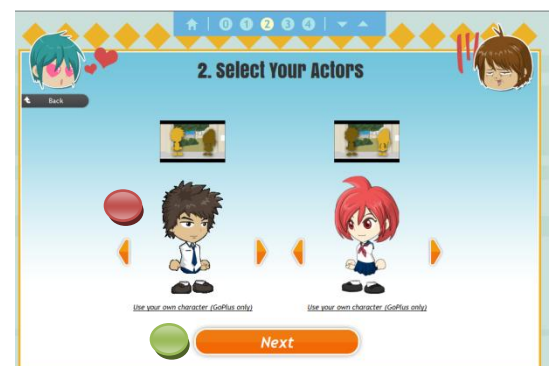 0 1 2 3 4
2. Select Your Actors
Back
Use your own character (GoPlus only)
Use your own character (GoPlus only)
Next